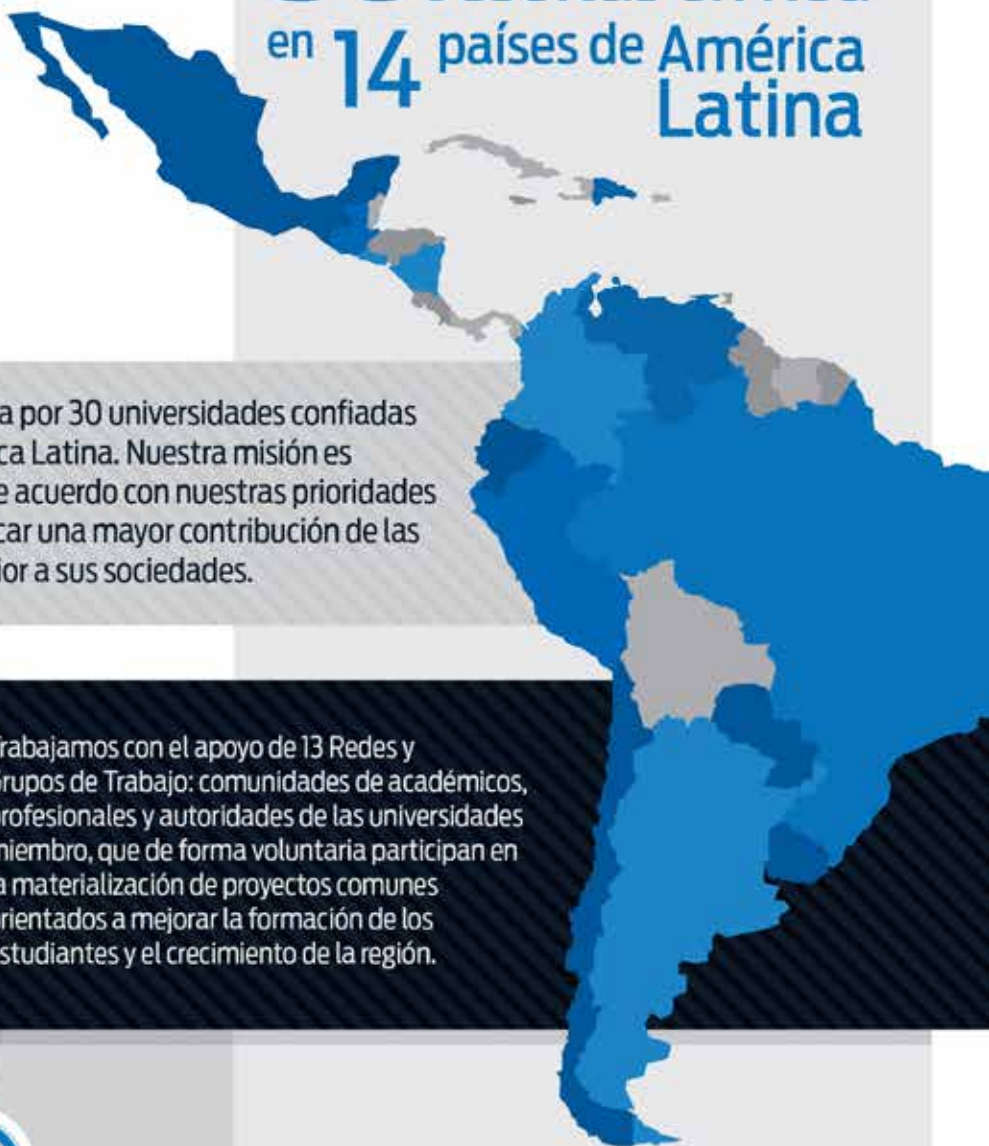 en 14 países de América
Latina
a por 30 universidades confiadas
ca Latina. Nuestra misión es
e acuerdo con nuestras prioridades
car una mayor contribución de las
ior a sus sociedades.
rabajamos con el apoyo de 13 Redes y
rupos de Trabajo: comunidades de académicos,
rofesionales y autoridades de las universidades
miembro, que de forma voluntaria participan en
a materialización de proyectos comunes
rientados a mejorar la formación de los
studiantes y el crecimiento de la región.